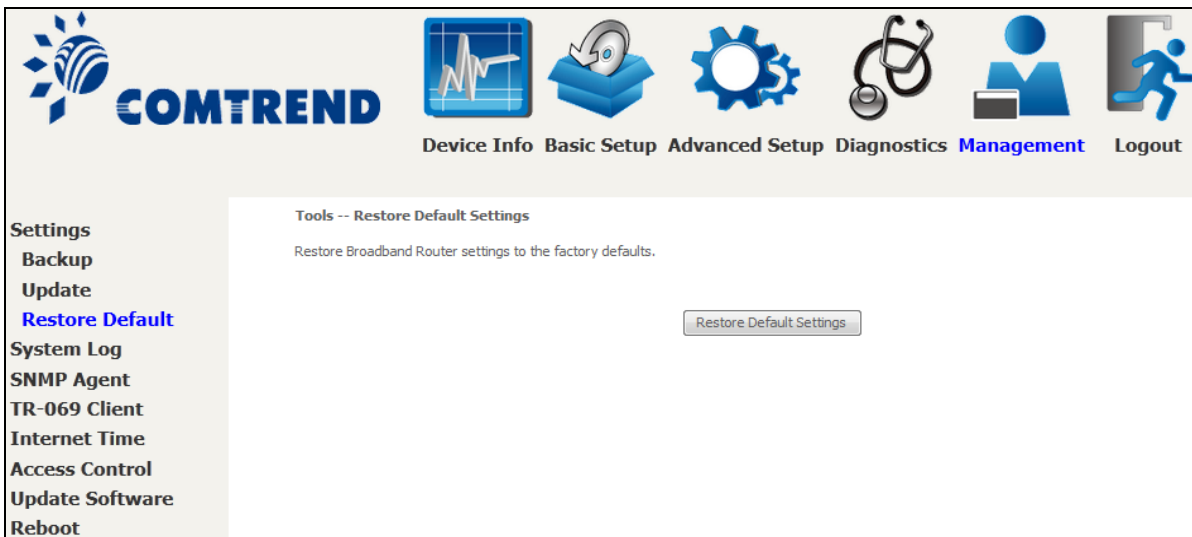 COMTREND
Device Info Basic Setup Advanced Setup Diagnostics Management Logout
Settings
Backup
Update
Restore Default
System Log
SNMP Agent
TR-069 Client
Internet Time
Access Control
Update Software
Reboot
Tools -- Restore Default Settings
Restore Broadband Router settings to the factory defaults.
Restore Default Settings